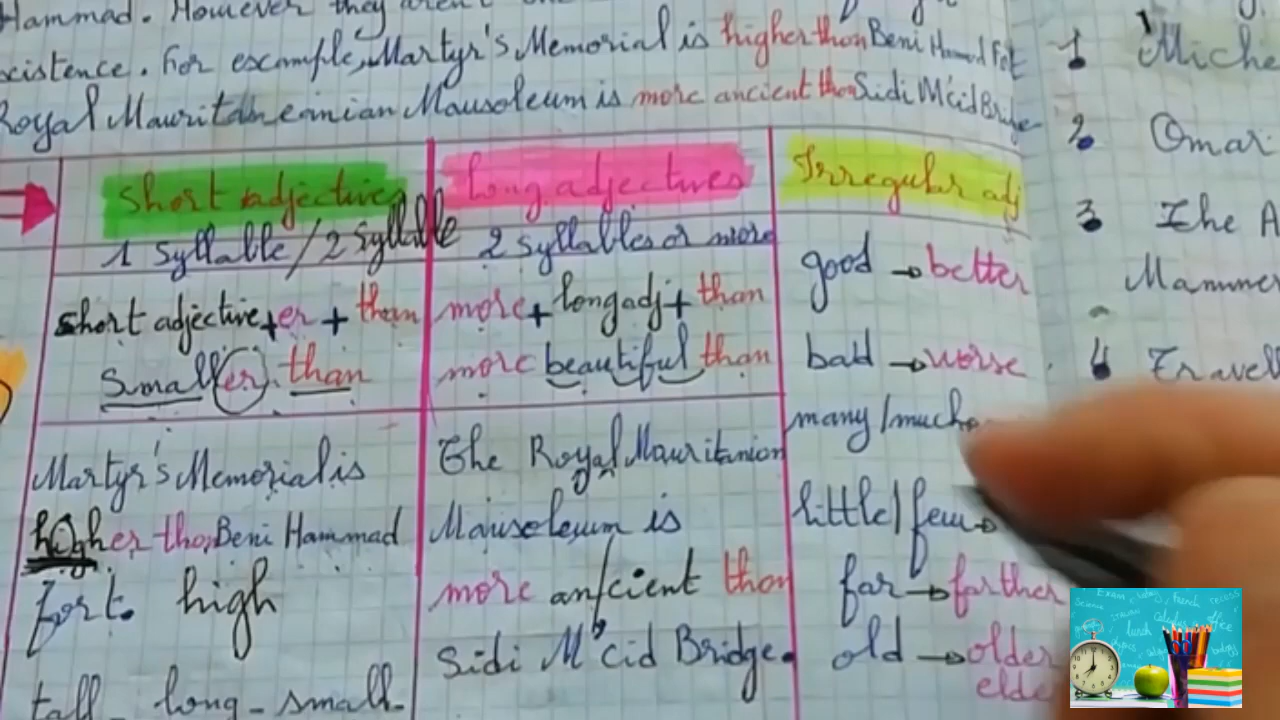 Hammad. However they aren't
existence. For example, Martyr's Memorial is higher than Beni Hammad Fort
Royal Mauritaneanian Mausoleum is more ancient than Sidi M'cid Bridge
short adjectives
1 syllable / 2 syllable
short adjective + er + than
smaller than
Martyr's Memorial is
higher than Beni Hammad
fort. high
tall - long - small -
Long adjectives
2 syllables or more
more + long adj + than
more beautiful than
The Royal Mauritanian
Mausoleum is
more ancient than
Sidi M'cid Bridge.
Irregular adj
good → better
bad → worse
many / much
little / few →
far → farther
old → older
elde
1 Miche
2 Omar
3 The A
Mammer
4 Travell